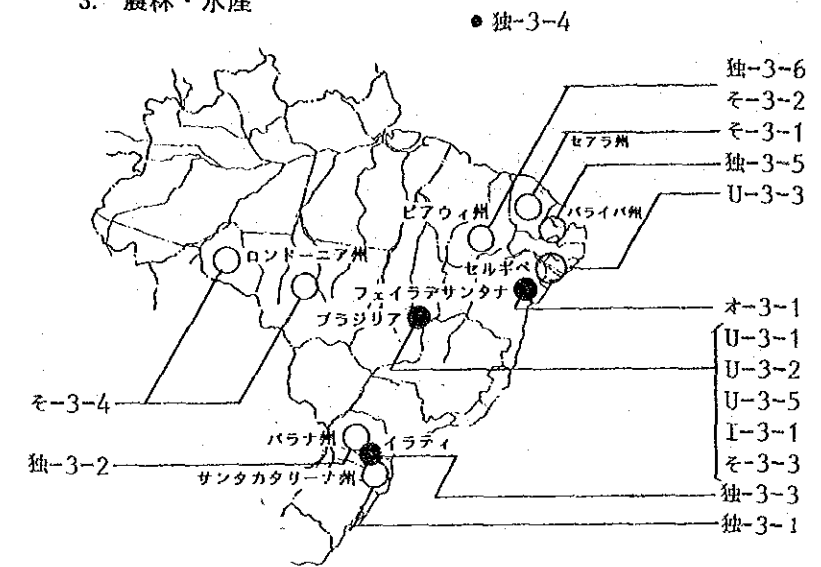 3. 農林・水産
● 独-3-4
独-3-6
そ-3-2
そ-3-1
セアラ州
独-3-5
U-3-3
ピアウィ州
パライバ州
ロンドーニア州
セルギペ
フェイラデサンタナ
ブラジリア
オ-3-1
U-3-1
U-3-2
U-3-5
I-3-1
そ-3-3
そ-3-4
パラナ州
イラティ
独-3-2
サンタカタリーナ州
独-3-3
独-3-1